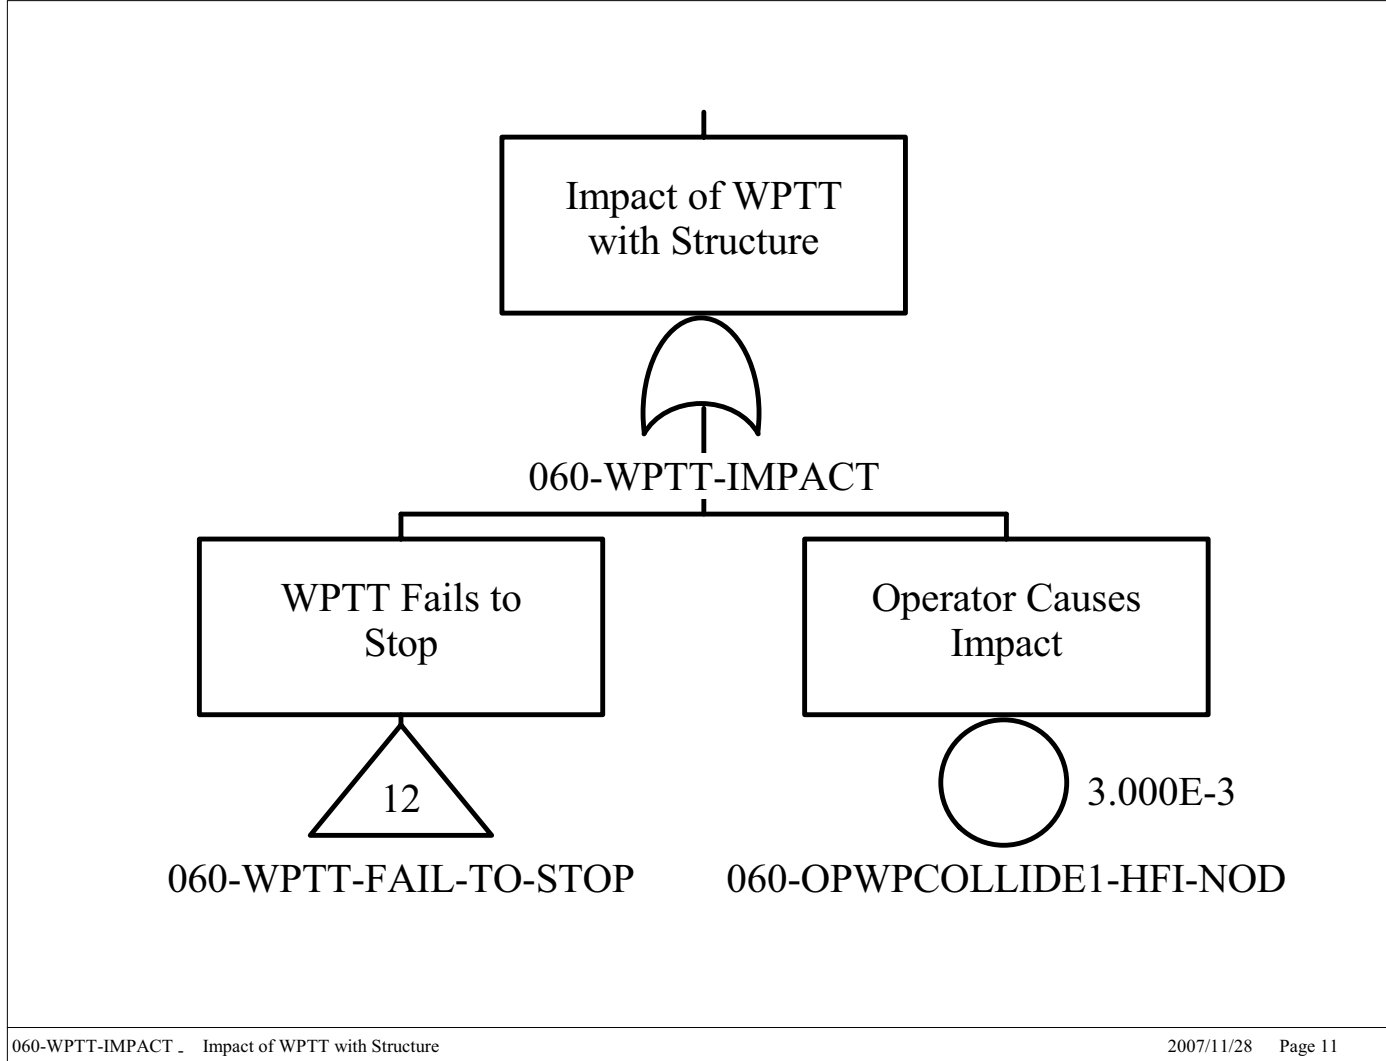 Impact of WPTT
with Structure
060-WPTT-IMPACT
WPTT Fails to
Stop
Operator Causes
Impact
12
3.000E-3
060-WPTT-FAIL-TO-STOP
060-OPWPCOLLIDE1-HFI-NOD
060-WPTT-IMPACT - Impact of WPTT with Structure 2007/11/28 Page 11